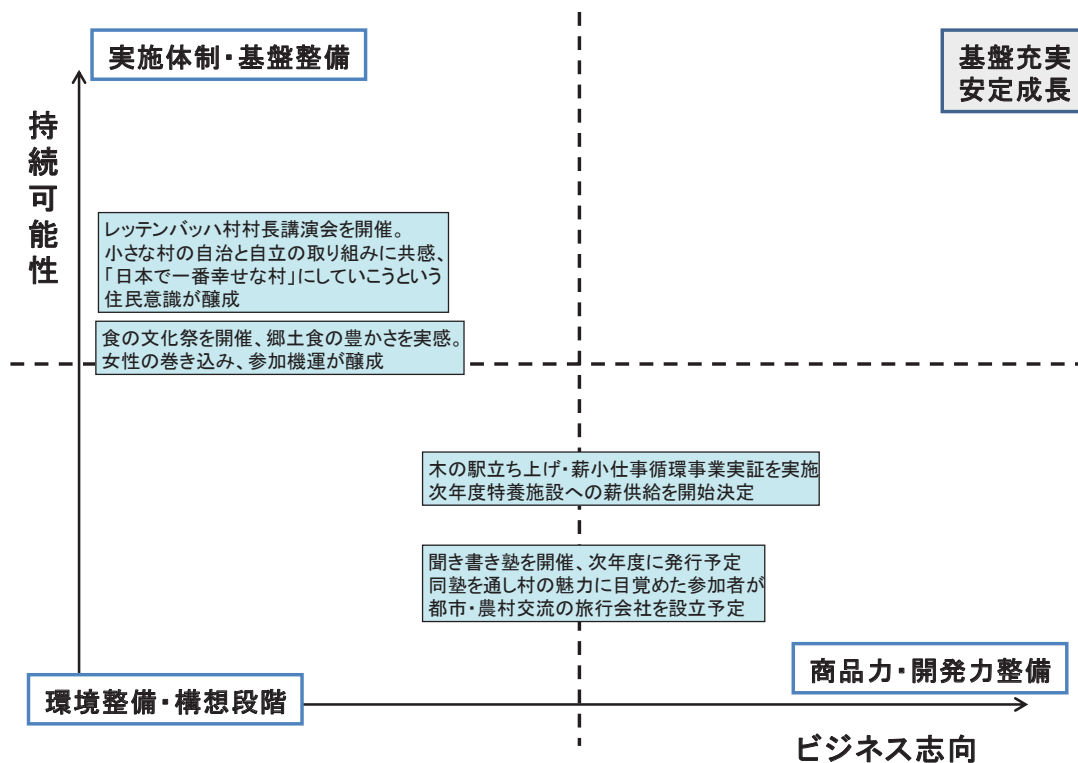 実施体制・基盤整備
基盤充実
安定成長
持続可能性
レッテンバッハ村村長講演会を開催。
小さな村の自治と自立の取り組みに共感、
「日本で一番幸せな村」にしていこうという
住民意識が醸成
食の文化祭を開催、郷土食の豊かさを実感。
女性の巻き込み、参加機運が醸成
木の駅立ち上げ・薪小仕事循環事業実証を実施
次年度特養施設への薪供給を開始決定
聞き書き塾を開催、次年度に発行予定
同塾を通し村の魅力に目覚めた参加者が
都市・農村交流の旅行会社を設立予定
商品力・開発力整備
環境整備・構想段階
ビジネス志向